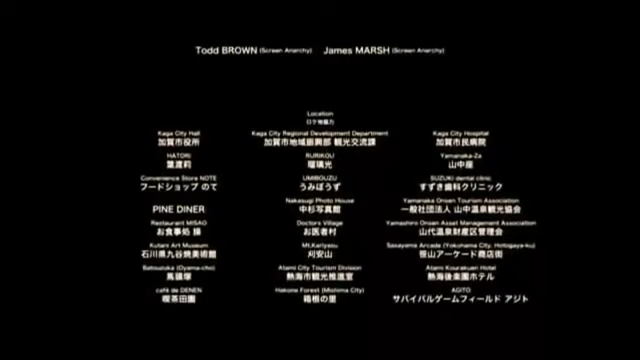 Todd BROWN (Screen Anarchy) James MARSH (Screen Anarchy)
Location
ロケ地協力
Kaga City Hall Kaga City Regional Development Department Kaga City Hospital
加賀市役所 加賀市地域振興部 観光交流課 加賀市民病院
HATORI RURIKOU Yamanaka-Za
葉渡莉 瑠璃光 山中座
Convenience Store NOTE UMIBOUZU SUZUKI dental clinic
フードショップ のて うみぼうず すずき歯科クリニック
Nakasugi Photo House Yamanaka Onsen Tourism Association
PINE DINER 中杉写真館 一般社団法人 山中温泉観光協会
Restaurant MISAO Doctors Village Yamashiro Onsen Asset Management Association
お食事処 操 お医者村 山代温泉財産区管理会
Kutani Art Museum Mt.Kariyasu Sasayama Arcade (Yokohama City, Hotogaya-ku)
石川県九谷焼美術館 刈安山 笹山アーケード商店街
Batouzuka (Oyama-cho) Atami City Tourism Division Atami Kourakuen Hotel
馬頭塚 熱海市観光推進室 熱海後楽園ホテル
café de DENEN Hakone Forest (Mishima City) AGITO
喫茶田園 箱根の里 サバイバルゲームフィールド アジト